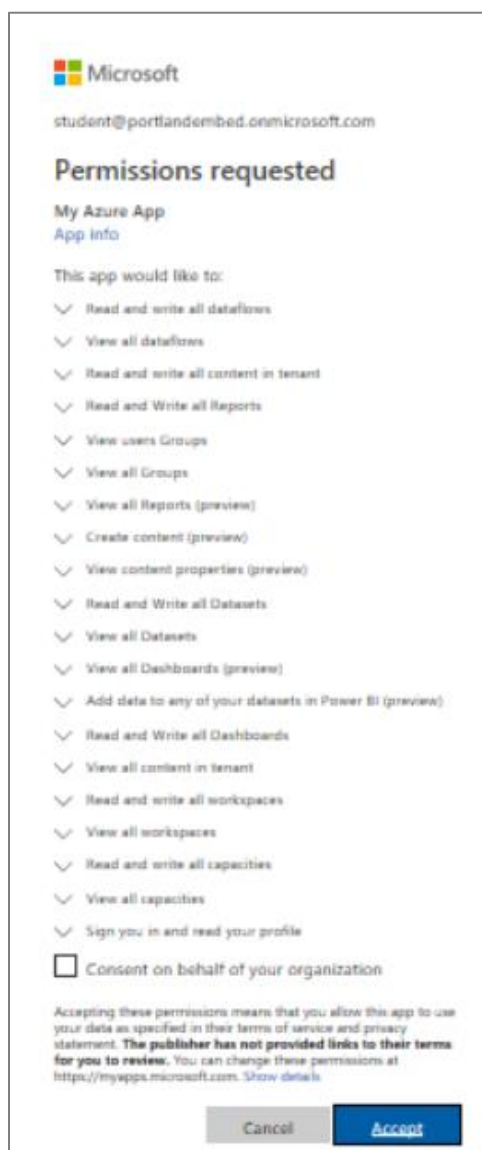 Microsoft
student@portlandembed.onmicrosoft.com
Permissions requested
My Azure App
App info
This app would like to:
Read and write all dataflows
View all dataflows
Read and write all content in tenant
Read and Write all Reports
View users Groups
View all Groups
View all Reports (preview)
Create content (preview)
View content properties (preview)
Read and Write all Datasets
View all Datasets
View all Dashboards (preview)
Add data to any of your datasets in Power BI (preview)
Read and Write all Dashboards
View all content in tenant
Read and write all workspaces
View all workspaces
Read and write all capacities
View all capacities
Sign you in and read your profile
Consent on behalf of your organization
Accepting these permissions means that you allow this app to use
your data as specified in their terms of service and privacy
statement. The publisher has not provided links to their terms
for you to review. You can change these permissions at
https://myapps.microsoft.com. Show details
Cancel
Accept